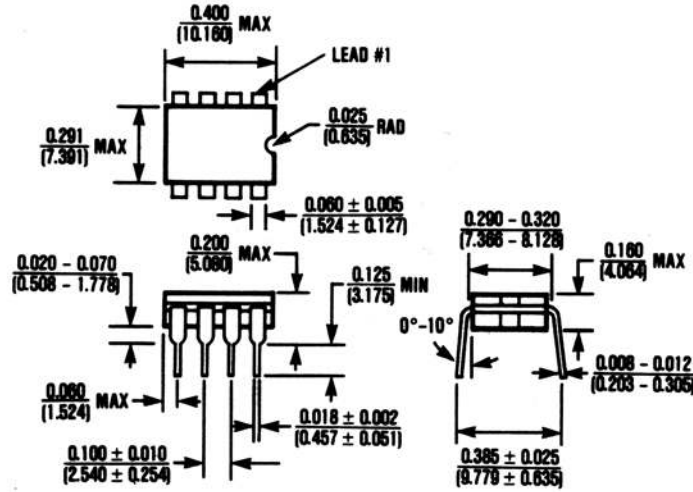 0.400
(10.160) MAX
LEAD #1
0.025
(0.635) RAD
0.291
(7.391) MAX
0.060 ± 0.005
(1.524 ± 0.127)
0.290 - 0.320
(7.366 - 8.128)
0.200
(5.080) MAX
0.160
(4.064) MAX
0.020 - 0.070
(0.508 - 1.778)
0.125
(3.175) MIN
0°-10°
0.008 - 0.012
(0.203 - 0.305)
0.060
(1.524) MAX
0.018 ± 0.002
(0.457 ± 0.051)
0.100 ± 0.010
(2.540 ± 0.254)
0.385 ± 0.025
(9.779 ± 0.635)